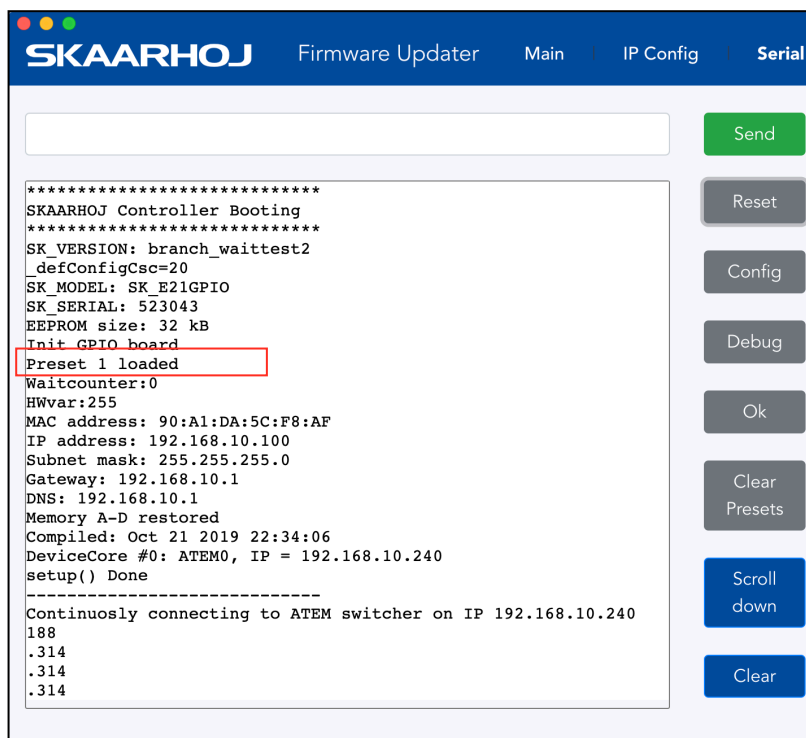 SKAARHOJ Firmware Updater Main IP Config Serial
Send
******************************
SKAARHOJ Controller Booting
******************************
SK_VERSION: branch_waittest2
_defConfigCsc=20
SK_MODEL: SK_E21GPIO
SK_SERIAL: 523043
EEPROM size: 32 kB
Init GPIO board
Preset 1 loaded
Waitcounter:0
HWvar:255
MAC address: 90:A1:DA:5C:F8:AF
IP address: 192.168.10.100
Subnet mask: 255.255.255.0
Gateway: 192.168.10.1
DNS: 192.168.10.1
Memory A-D restored
Compiled: Oct 21 2019 22:34:06
DeviceCore #0: ATEM0, IP = 192.168.10.240
setup() Done
------------------------------
Continuosly connecting to ATEM switcher on IP 192.168.10.240
188
.314
.314
.314
Reset
Config
Debug
Ok
Clear
Presets
Scroll
down
Clear